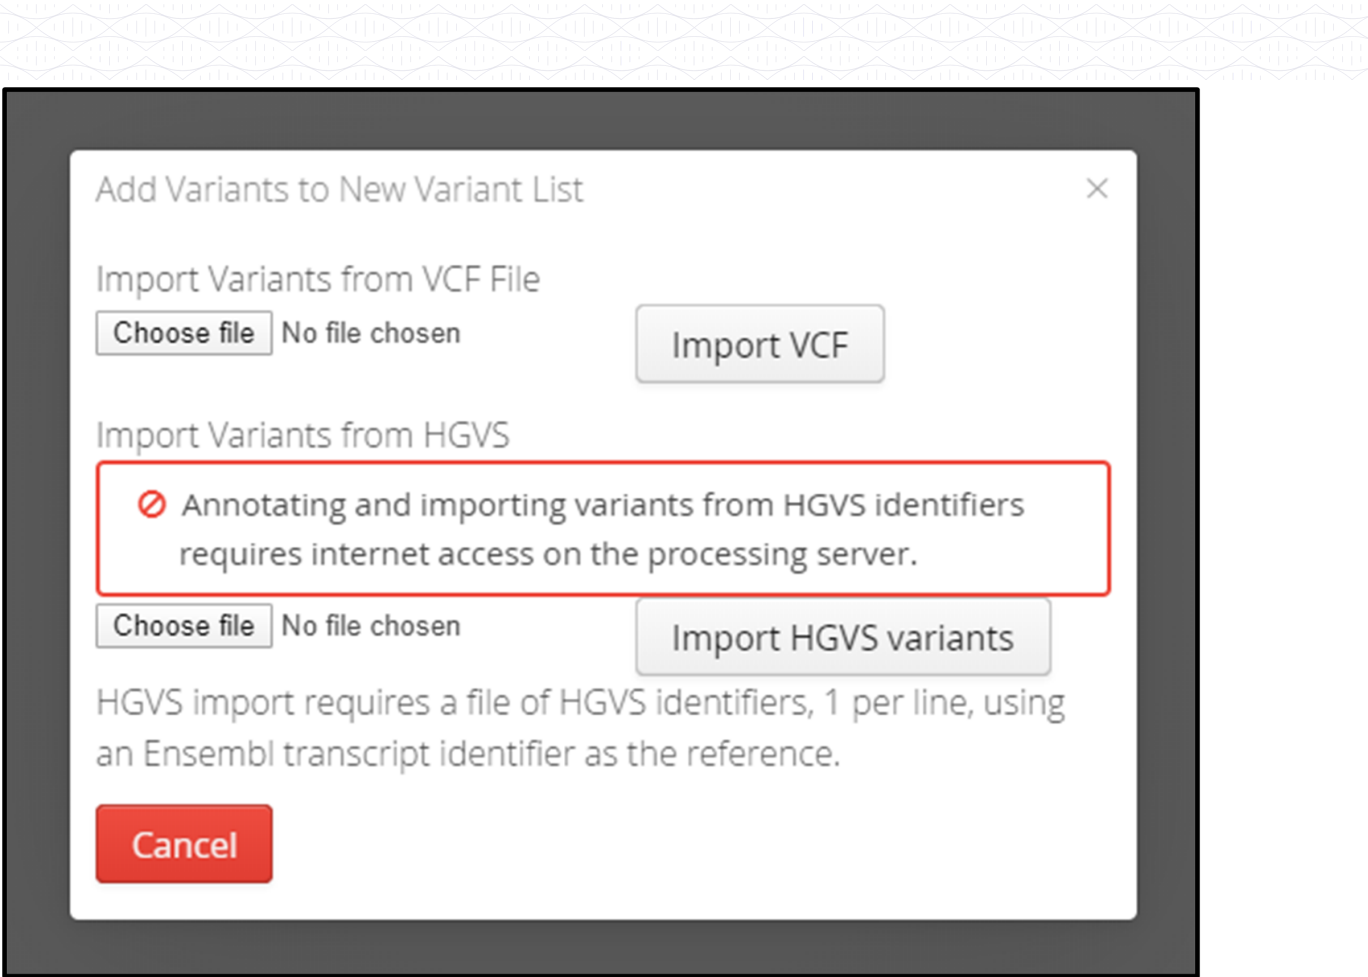 Add Variants to New Variant List
Import Variants from VCF File
Choose file No file chosen
Import VCF
Import Variants from HGVS
Annotating and importing variants from HGVS identifiers
requires internet access on the processing server.
Choose file No file chosen
Import HGVS variants
HGVS import requires a file of HGVS identifiers, 1 per line, using
an Ensembl transcript identifier as the reference.
Cancel